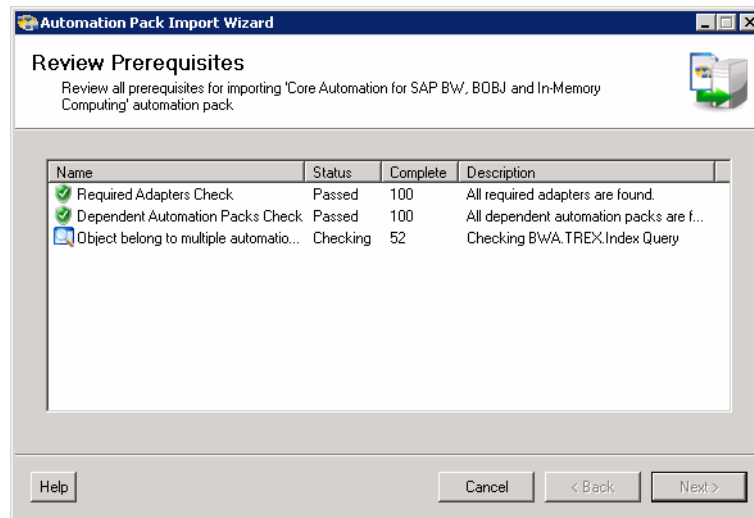 Automation Pack Import Wizard
Review Prerequisites
Review all prerequisites for importing 'Core Automation for SAP BW, BOBJ and In-Memory
Computing' automation pack
Name Status Complete Description
Required Adapters Check Passed 100 All required adapters are found.
Dependent Automation Packs Check Passed 100 All dependent automation packs are f...
Object belong to multiple automatio... Checking 52 Checking BWA.TREX.Index Query
Help Cancel < Back Next >